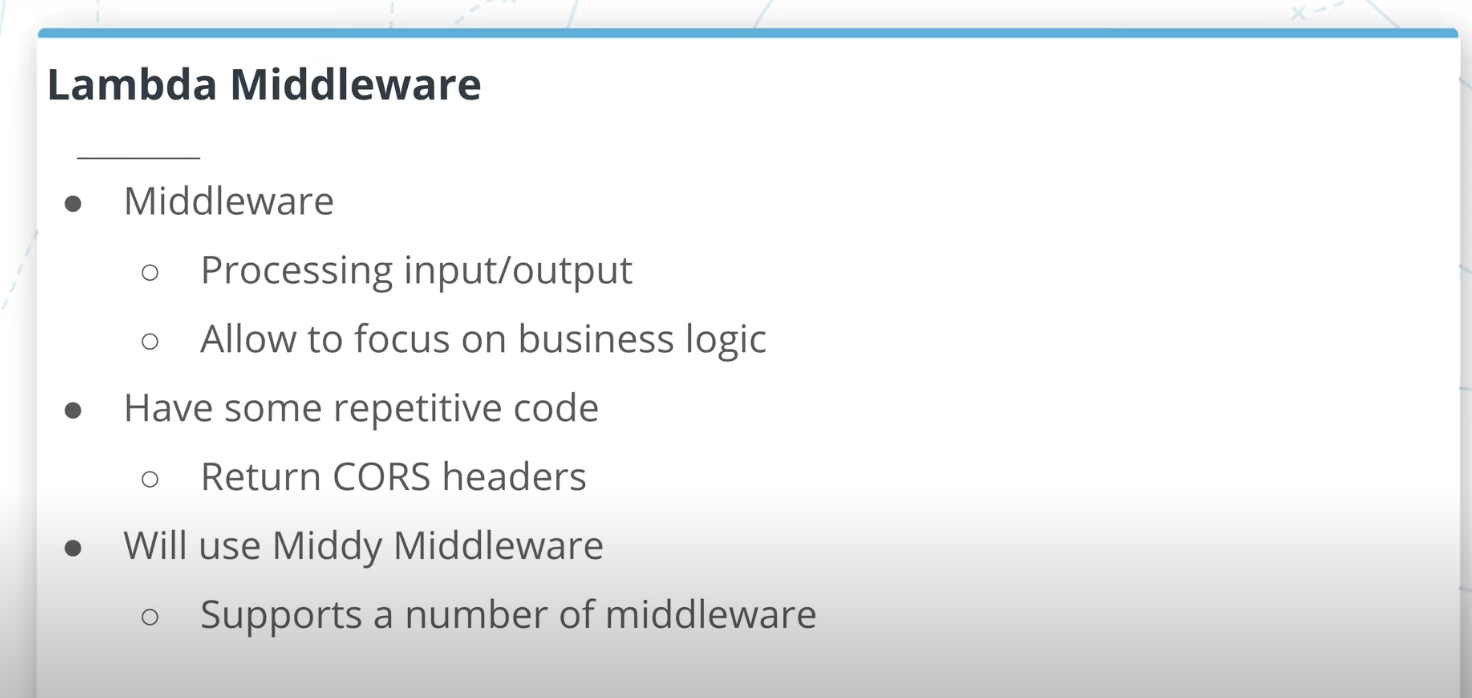 Lambda Middleware
● Middleware
○ Processing input/output
○ Allow to focus on business logic
● Have some repetitive code
○ Return CORS headers
● Will use Middy Middleware
○ Supports a number of middleware